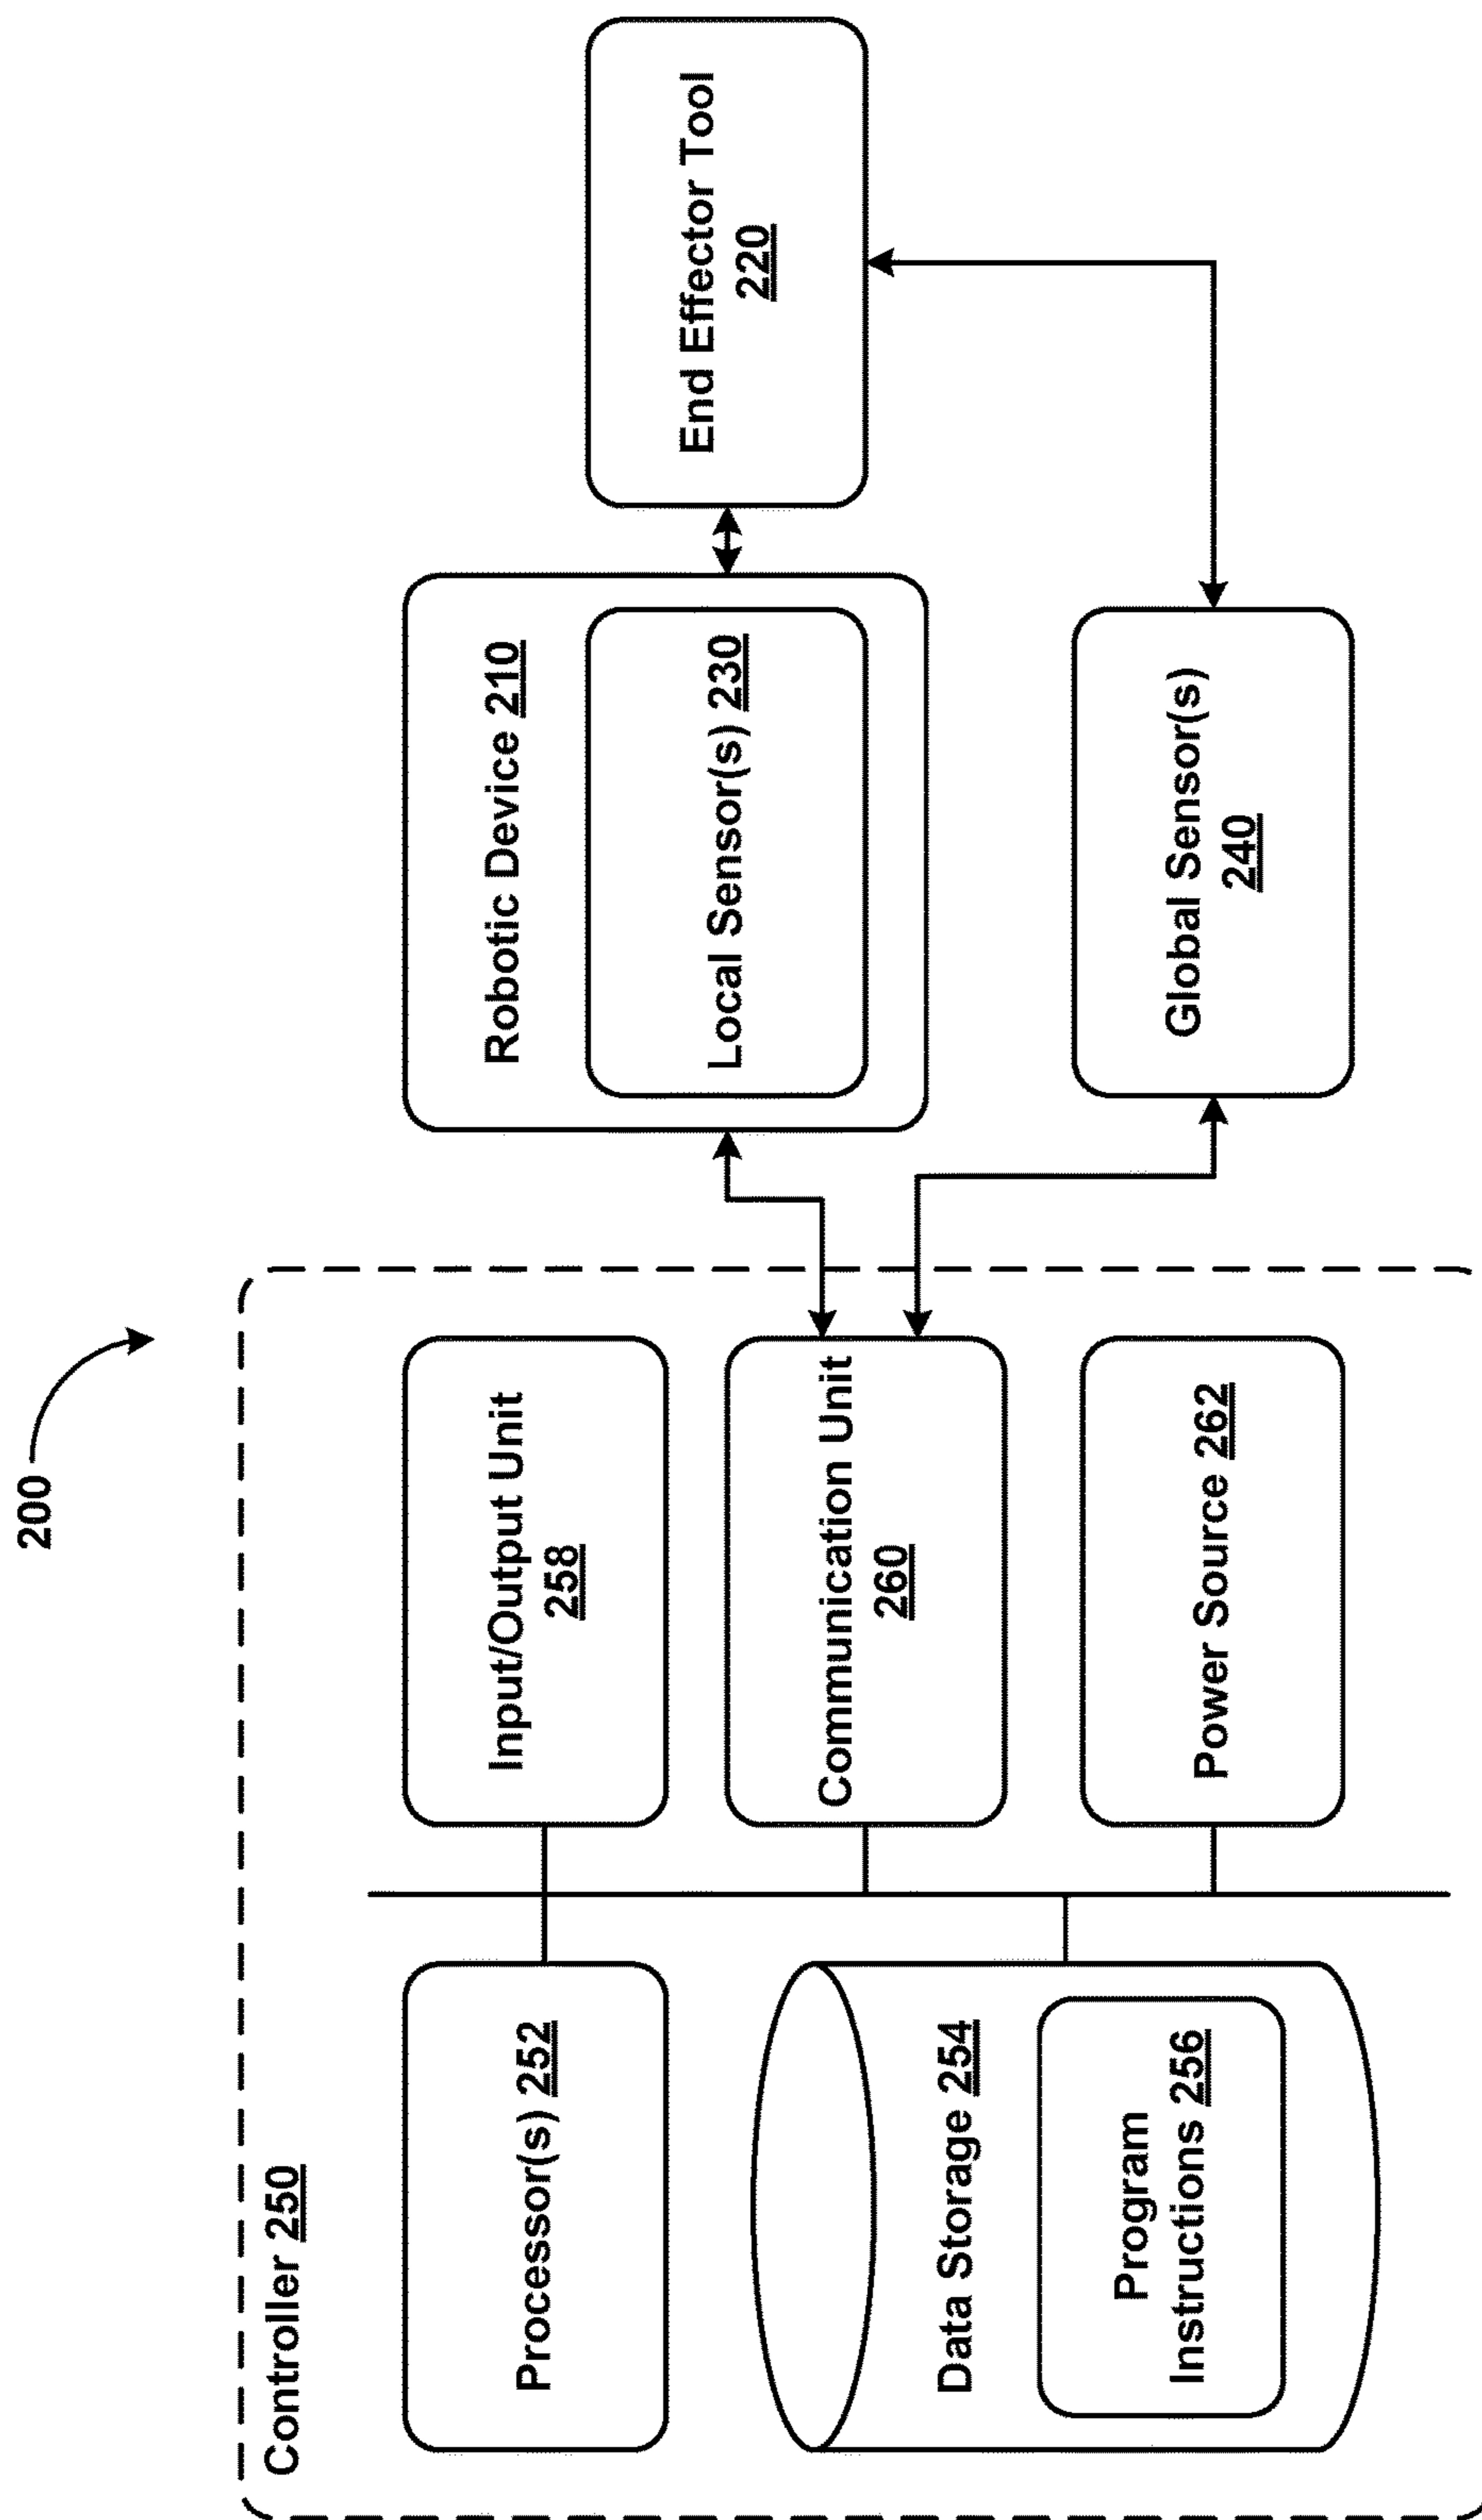 200
Controller 250
Processor(s) 252
Input/Output Unit
258
Robotic Device 210
Local Sensor(s) 230
End Effector Tool
220
Communication Unit
260
Data Storage 254
Program
Instructions 256
Power Source 262
Global Sensor(s)
240